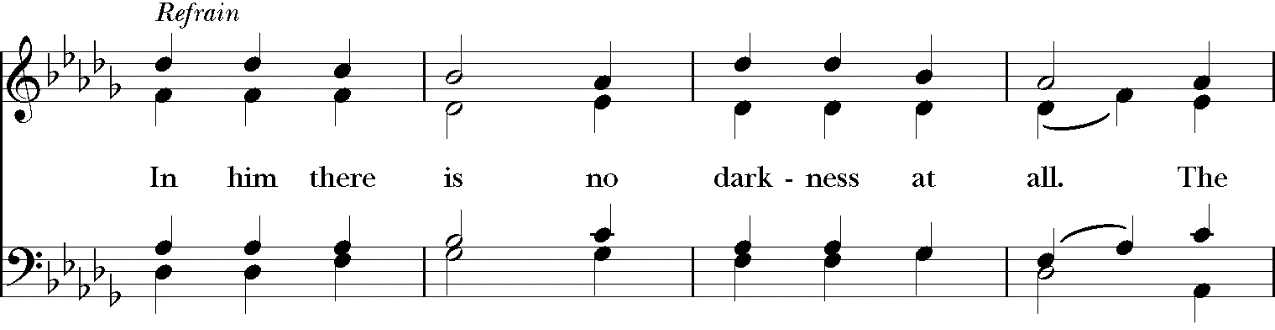 Refrain
In him there is no dark - ness at all. The